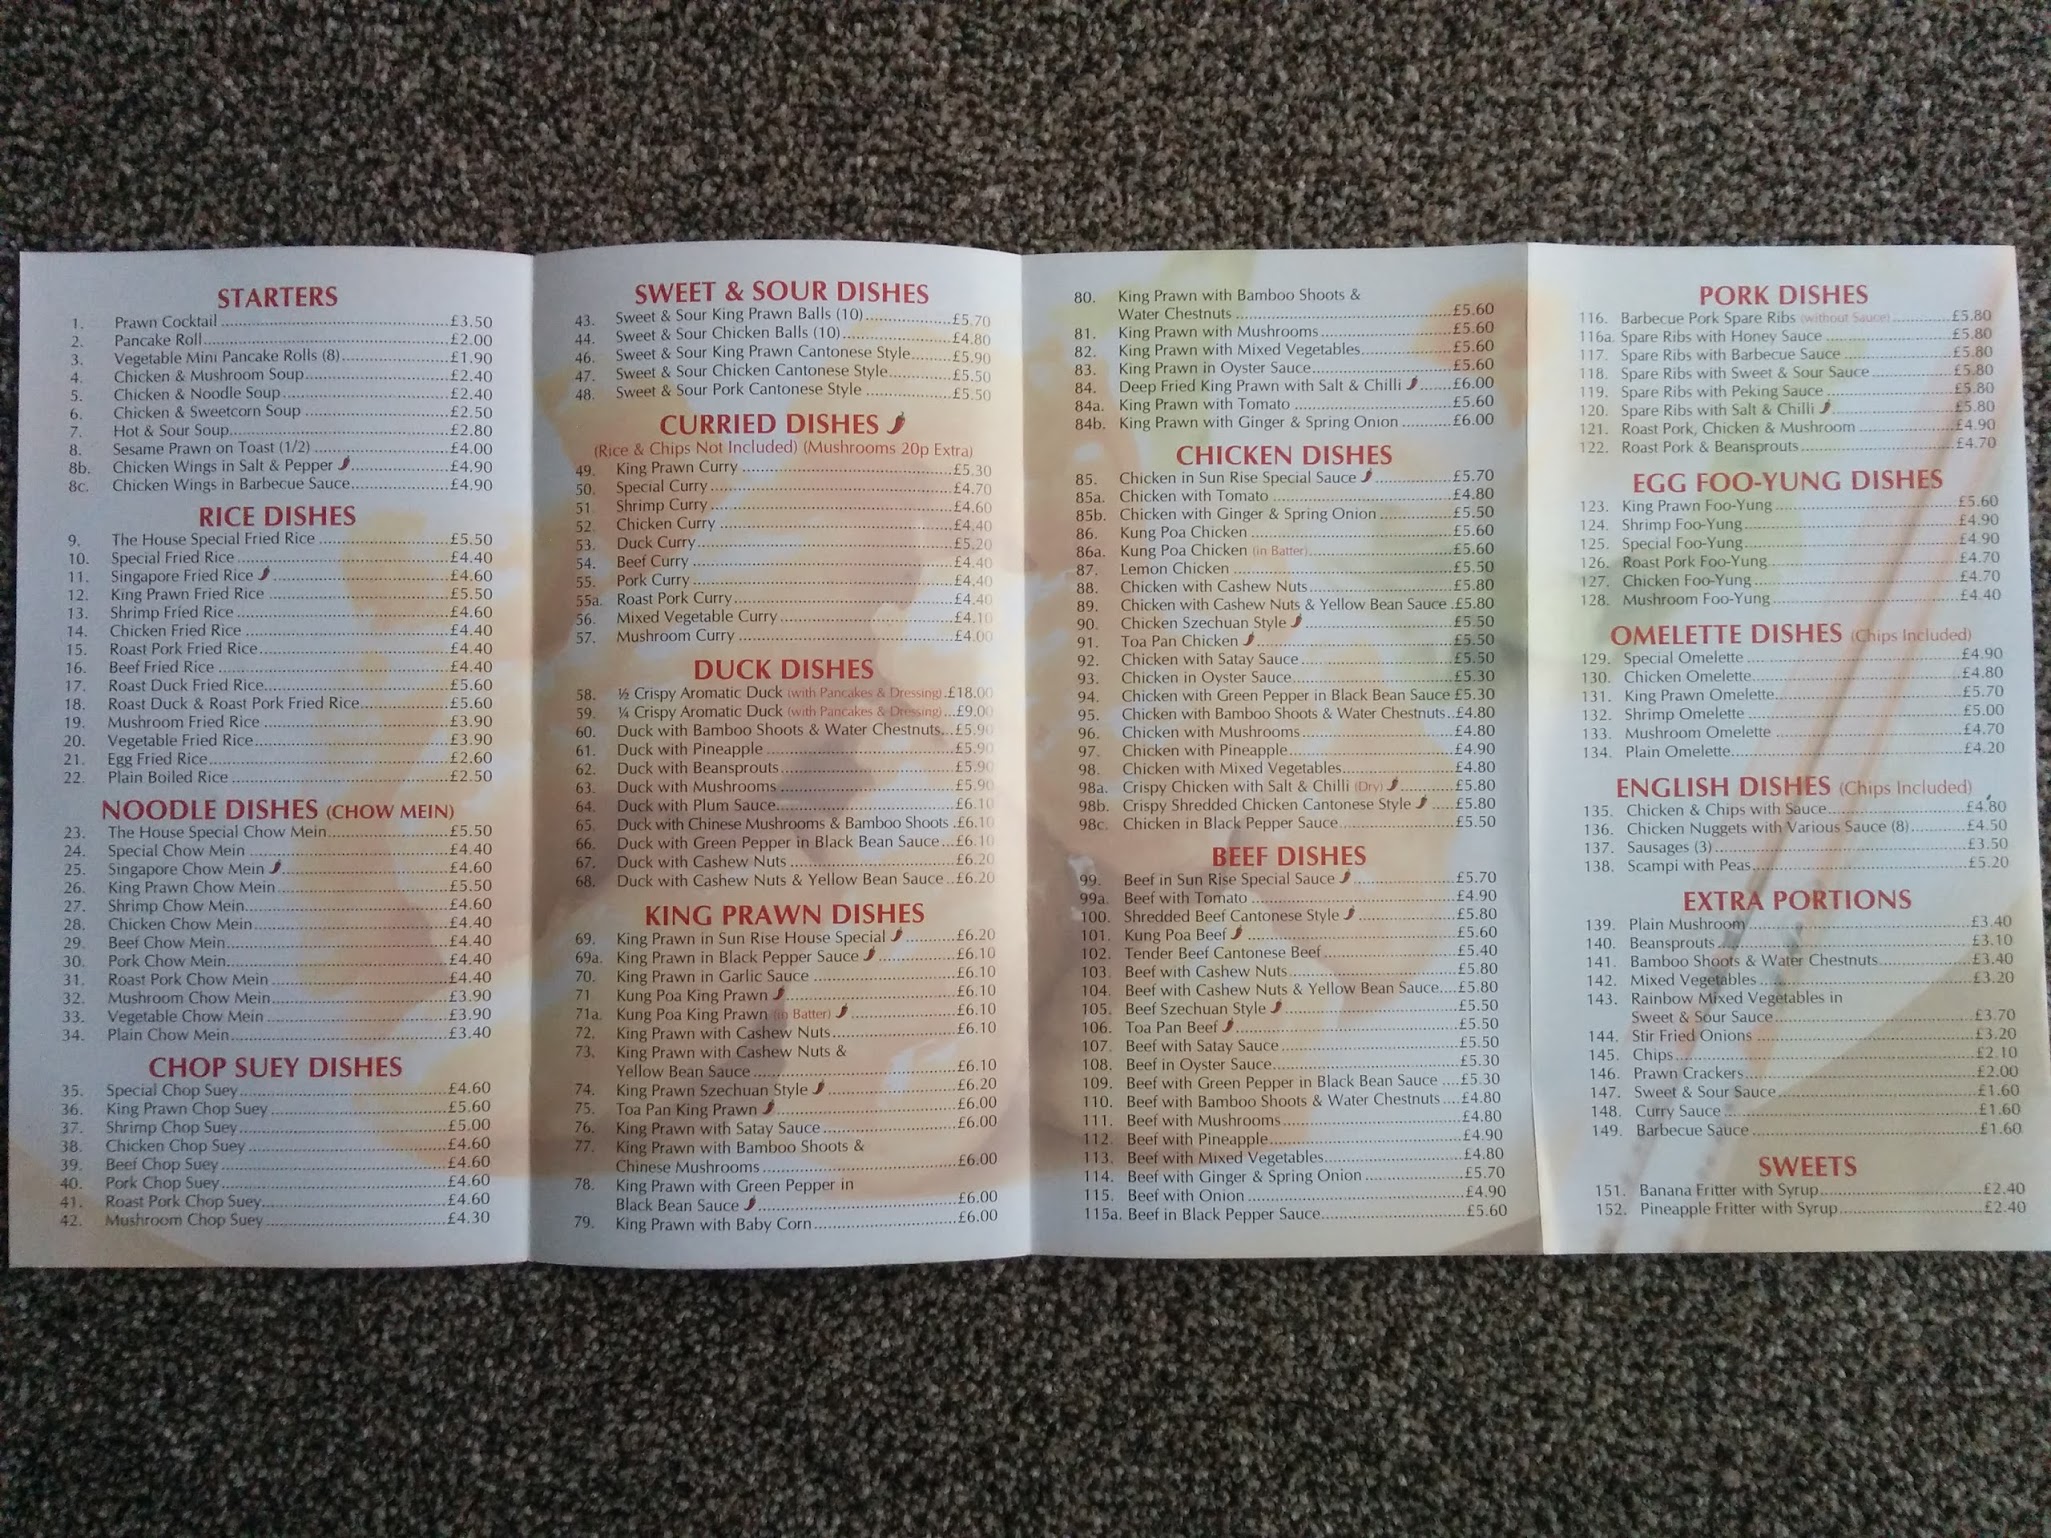 STARTERS
1. Prawn Cocktail £3.50
2. Pancake Roll £2.00
3. Vegetable Mini Pancake Rolls (8) £1.90
4. Chicken & Mushroom Soup £2.40
5. Chicken & Noodle Soup £2.40
6. Chicken & Sweetcorn Soup £2.50
7. Hot & Sour Soup £2.80
8. Sesame Prawn on Toast (1/2) £4.00
8b. Chicken Wings in Salt & Pepper £4.90
8c. Chicken Wings in Barbecue Sauce £4.90
RICE DISHES
9. The House Special Fried Rice £5.50
10. Special Fried Rice £4.40
11. Singapore Fried Rice £4.60
12. King Prawn Fried Rice £5.50
13. Shrimp Fried Rice £4.60
14. Chicken Fried Rice £4.40
15. Roast Pork Fried Rice £4.40
16. Beef Fried Rice £4.40
17. Roast Duck Fried Rice £5.60
18. Roast Duck & Roast Pork Fried Rice £5.60
19. Mushroom Fried Rice £3.90
20. Vegetable Fried Rice £3.90
21. Egg Fried Rice £2.60
22. Plain Boiled Rice £2.50
NOODLE DISHES (CHOW MEIN)
23. The House Special Chow Mein £5.50
24. Special Chow Mein £4.40
25. Singapore Chow Mein £4.60
26. King Prawn Chow Mein £5.50
27. Shrimp Chow Mein £4.60
28. Chicken Chow Mein £4.40
29. Beef Chow Mein £4.40
30. Pork Chow Mein £4.40
31. Roast Pork Chow Mein £4.40
32. Mushroom Chow Mein £3.90
33. Vegetable Chow Mein £3.90
34. Plain Chow Mein £3.40
CHOP SUEY DISHES
35. Special Chop Suey £4.60
36. King Prawn Chop Suey £5.60
37. Shrimp Chop Suey £5.00
38. Chicken Chop Suey £4.60
39. Beef Chop Suey £4.60
40. Pork Chop Suey £4.60
41. Roast Pork Chop Suey £4.60
42. Mushroom Chop Suey £4.30
SWEET & SOUR DISHES
43. Sweet & Sour King Prawn Balls (10) £5.70
44. Sweet & Sour Chicken Balls (10) £4.80
46. Sweet & Sour King Prawn Cantonese Style £5.90
47. Sweet & Sour Chicken Cantonese Style £5.50
48. Sweet & Sour Pork Cantonese Style £5.50
CURRIED DISHES
(Rice & Chips Not Included) (Mushrooms 20p Extra)
49. King Prawn Curry £5.30
50. Special Curry £4.70
51. Shrimp Curry £4.60
52. Chicken Curry £4.40
53. Duck Curry £5.20
54. Beef Curry £4.40
55. Pork Curry £4.40
55a. Roast Pork Curry £4.40
56. Mixed Vegetable Curry £4.10
57. Mushroom Curry £4.00
DUCK DISHES
58. ½ Crispy Aromatic Duck (with Pancakes & Dressing) £18.00
59. ¼ Crispy Aromatic Duck (with Pancakes & Dressing) £9.00
60. Duck with Bamboo Shoots & Water Chestnuts £5.90
61. Duck with Pineapple £5.90
62. Duck with Beansprouts £5.90
63. Duck with Mushrooms £5.90
64. Duck with Plum Sauce £6.10
65. Duck with Chinese Mushrooms & Bamboo Shoots £6.10
66. Duck with Green Pepper in Black Bean Sauce £6.10
67. Duck with Cashew Nuts £6.20
68. Duck with Cashew Nuts & Yellow Bean Sauce £6.20
KING PRAWN DISHES
69. King Prawn in Sun Rise House Special £6.20
69a. King Prawn in Black Pepper Sauce £6.10
70. King Prawn in Garlic Sauce £6.10
71. Kung Poa King Prawn £6.10
71a. Kung Poa King Prawn (in Batter) £6.10
72. King Prawn with Cashew Nuts £6.10
73. King Prawn with Cashew Nuts &
Yellow Bean Sauce £6.10
74. King Prawn Szechuan Style £6.20
75. Toa Pan King Prawn £6.00
76. King Prawn with Satay Sauce £6.00
77. King Prawn with Bamboo Shoots &
Chinese Mushrooms £6.00
78. King Prawn with Green Pepper in
Black Bean Sauce £6.00
79. King Prawn with Baby Corn £6.00
80. King Prawn with Bamboo Shoots &
Water Chestnuts £5.60
81. King Prawn with Mushrooms £5.60
82. King Prawn with Mixed Vegetables £5.60
83. King Prawn in Oyster Sauce £5.60
84. Deep Fried King Prawn with Salt & Chilli £6.00
84a. King Prawn with Tomato £5.60
84b. King Prawn with Ginger & Spring Onion £6.00
CHICKEN DISHES
85. Chicken in Sun Rise Special Sauce £5.70
85a. Chicken with Tomato £4.80
85b. Chicken with Ginger & Spring Onion £5.50
86. Kung Poa Chicken £5.60
86a. Kung Poa Chicken (in Batter) £5.60
87. Lemon Chicken £5.50
88. Chicken with Cashew Nuts £5.80
89. Chicken with Cashew Nuts & Yellow Bean Sauce £5.80
90. Chicken Szechuan Style £5.50
91. Toa Pan Chicken £5.50
92. Chicken with Satay Sauce £5.50
93. Chicken in Oyster Sauce £5.30
94. Chicken with Green Pepper in Black Bean Sauce £5.30
95. Chicken with Bamboo Shoots & Water Chestnuts £4.80
96. Chicken with Mushrooms £4.80
97. Chicken with Pineapple £4.90
98. Chicken with Mixed Vegetables £4.80
98a. Crispy Chicken with Salt & Chilli (Dry) £5.80
98b. Crispy Shredded Chicken Cantonese Style £5.80
98c. Chicken in Black Pepper Sauce £5.50
BEEF DISHES
99. Beef in Sun Rise Special Sauce £5.70
99a. Beef with Tomato £4.90
100. Shredded Beef Cantonese Style £5.80
101. Kung Poa Beef £5.60
102. Tender Beef Cantonese Beef £5.40
103. Beef with Cashew Nuts £5.80
104. Beef with Cashew Nuts & Yellow Bean Sauce £5.80
105. Beef Szechuan Style £5.50
106. Toa Pan Beef £5.50
107. Beef with Satay Sauce £5.50
108. Beef in Oyster Sauce £5.30
109. Beef with Green Pepper in Black Bean Sauce £5.30
110. Beef with Bamboo Shoots & Water Chestnuts £4.80
111. Beef with Mushrooms £4.80
112. Beef with Pineapple £4.90
113. Beef with Mixed Vegetables £4.80
114. Beef with Ginger & Spring Onion £5.70
115. Beef with Onion £4.90
115a. Beef in Black Pepper Sauce £5.60
PORK DISHES
116. Barbecue Pork Spare Ribs (without Sauce) £5.80
116a. Spare Ribs with Honey Sauce £5.80
117. Spare Ribs with Barbecue Sauce £5.80
118. Spare Ribs with Sweet & Sour Sauce £5.80
119. Spare Ribs with Peking Sauce £5.80
120. Spare Ribs with Salt & Chilli £5.80
121. Roast Pork, Chicken & Mushroom £4.90
122. Roast Pork & Beansprouts £4.70
EGG FOO-YUNG DISHES
123. King Prawn Foo-Yung £5.60
124. Shrimp Foo-Yung £4.90
125. Special Foo-Yung £4.90
126. Roast Pork Foo-Yung £4.70
127. Chicken Foo-Yung £4.70
128. Mushroom Foo-Yung £4.40
OMELETTE DISHES (Chips Included)
129. Special Omelette £4.90
130. Chicken Omelette £4.80
131. King Prawn Omelette £5.70
132. Shrimp Omelette £5.00
133. Mushroom Omelette £4.70
134. Plain Omelette £4.20
ENGLISH DISHES (Chips Included)
135. Chicken & Chips with Sauce £4.80
136. Chicken Nuggets with Various Sauce (8) £4.50
137. Sausages (3) £3.50
138. Scampi with Peas £5.20
EXTRA PORTIONS
139. Plain Mushroom £3.40
140. Beansprouts £3.10
141. Bamboo Shoots & Water Chestnuts £3.40
142. Mixed Vegetables £3.20
143. Rainbow Mixed Vegetables in
Sweet & Sour Sauce £3.70
144. Stir Fried Onions £3.20
145. Chips £2.10
146. Prawn Crackers £2.00
147. Sweet & Sour Sauce £1.60
148. Curry Sauce £1.60
149. Barbecue Sauce £1.60
SWEETS
151. Banana Fritter with Syrup £2.40
152. Pineapple Fritter with Syrup £2.40